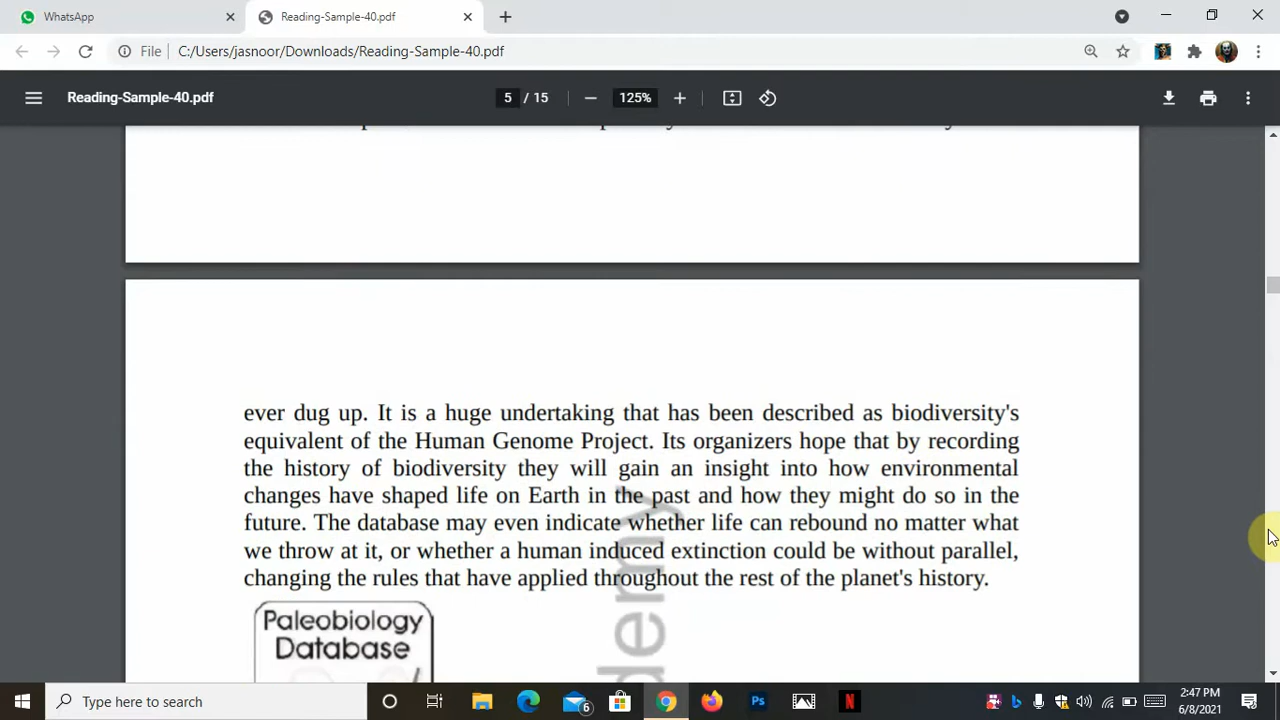 WhatsApp
Reading-Sample-40.pdf
File
C:/Users/jasnoor/Downloads/Reading-Sample-40.pdf
Reading-Sample-40.pdf
5 / 15
125%
ever dug up. It is a huge undertaking that has been described as biodiversity's
equivalent of the Human Genome Project. Its organizers hope that by recording
the history of biodiversity they will gain an insight into how environmental
changes have shaped life on Earth in the past and how they might do so in the
future. The database may even indicate whether life can rebound no matter what
we throw at it, or whether a human induced extinction could be without parallel,
changing the rules that have applied throughout the rest of the planet's history.
Paleobiology
Database
demy
Type here to search
6
Ps
N
2:47 PM
6/8/2021